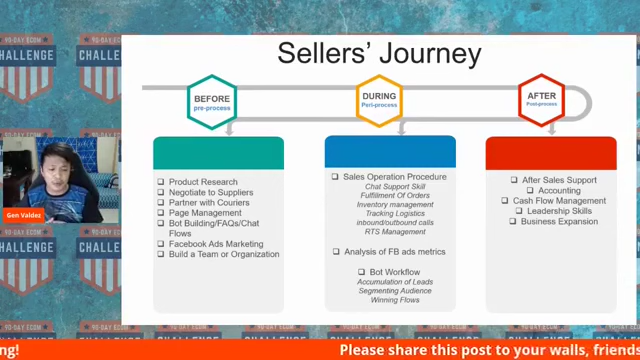 Sellers' Journey
BEFORE
pre-process
DURING
Peri-process
AFTER
Post-process
Product Research
Negotiate to Suppliers
Partner with Couriers
Page Management
Bot Building/FAQs/Chat
Flows
Facebook Ads Marketing
Build a Team or Organization
Sales Operation Procedure
Chat Support Skill
Fulfillment Of Orders
Inventory management
Tracking Logistics
inbound/outbound calls
RTS Management
Analysis of FB ads metrics
Bot Workflow
Accumulation of Leads
Segmenting Audience
Winning Flows
After Sales Support
Accounting
Cash Flow Management
Leadership Skills
Business Expansion
Gen Valdez
90-DAY ECOM
CHALLENGE
ng!
Please share this post to your walls, friends